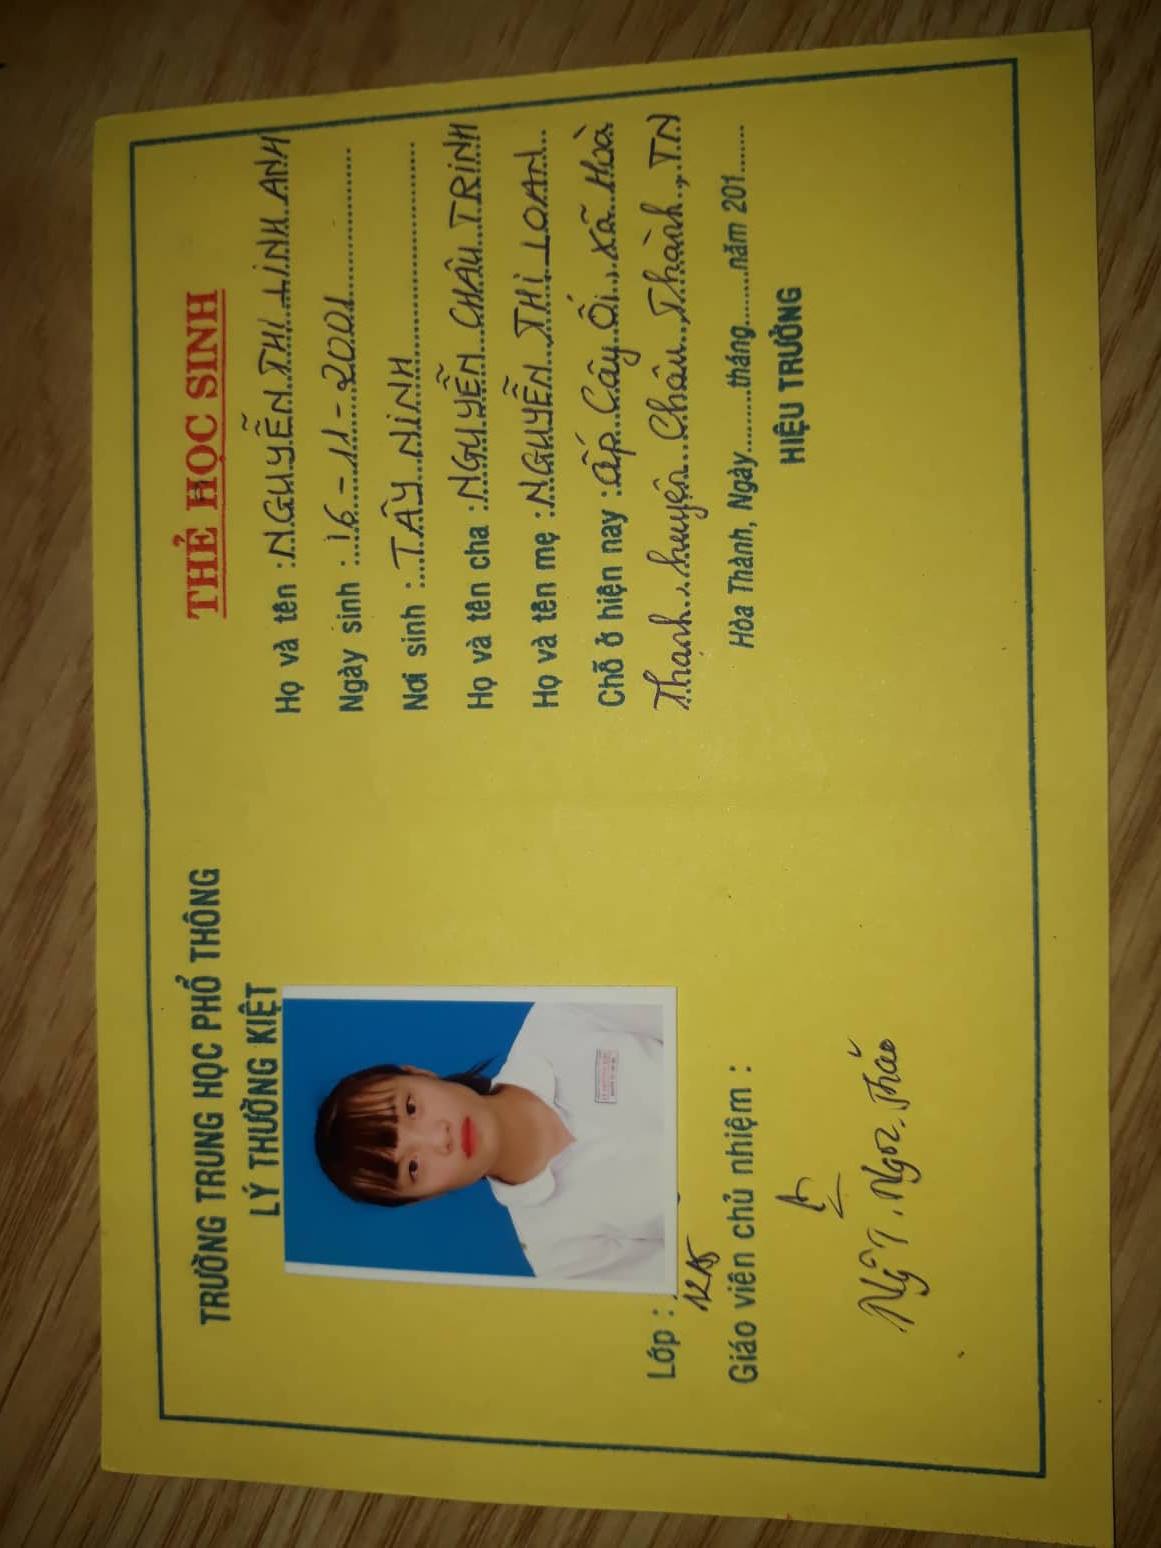 TRƯỜNG TRUNG HỌC PHỔ THÔNG
LÝ THƯỜNG KIỆT
Lớp :
12A5
Giáo viên chủ nhiệm :
Ngô . Ngọc . Thảo
THẺ HỌC SINH
Họ và tên : NGUYỄN THỊ LINH ANH
Ngày sinh : 16 - 11 - 2001
Nơi sinh : TÂY NINH
Họ và tên cha : NGUYỄN CHÂU TRINH
Họ và tên mẹ : NGUYỄN THỊ LOAN
Chỗ ở hiện nay : ấp Cây Ổi, xã Hoà
Thạnh huyện Châu Thành, TN
Hòa Thành, Ngày.........tháng.........năm 201.......
HIỆU TRƯỞNG